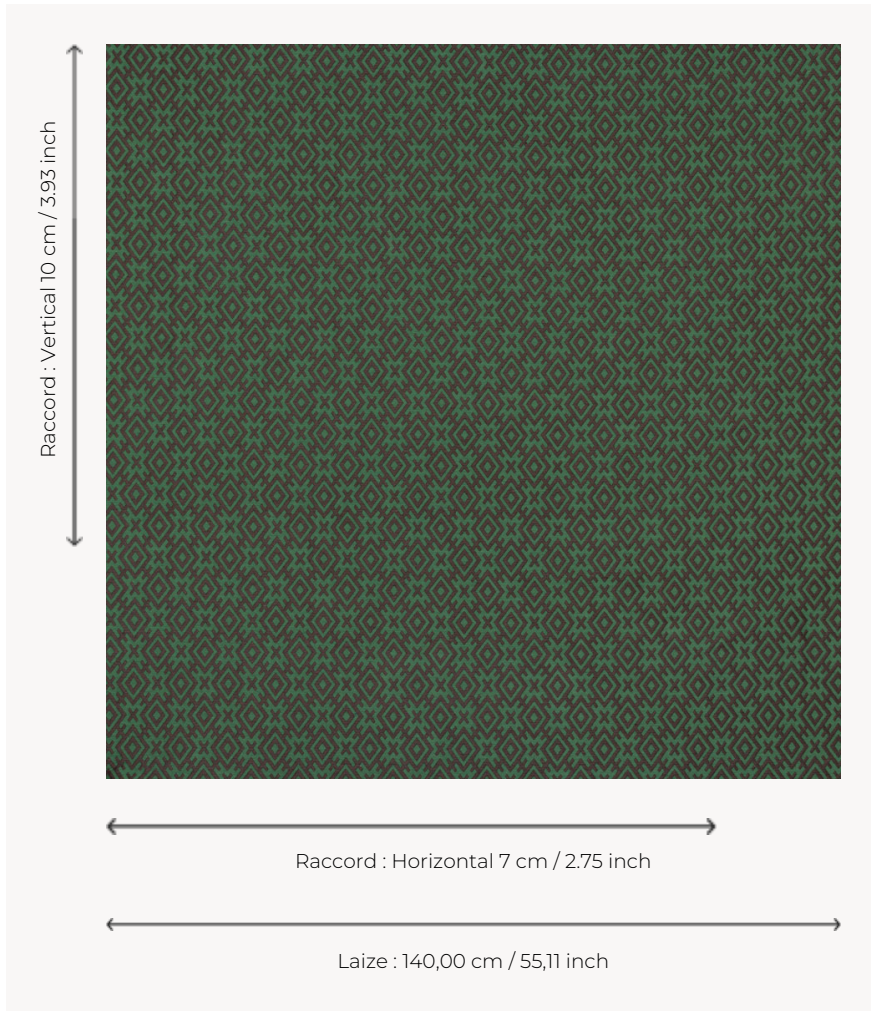 Raccord : Vertical 10 cm / 3.93 inch
Raccord : Horizontal 7 cm / 2.75 inch
Laize : 140,00 cm / 55,11 inch